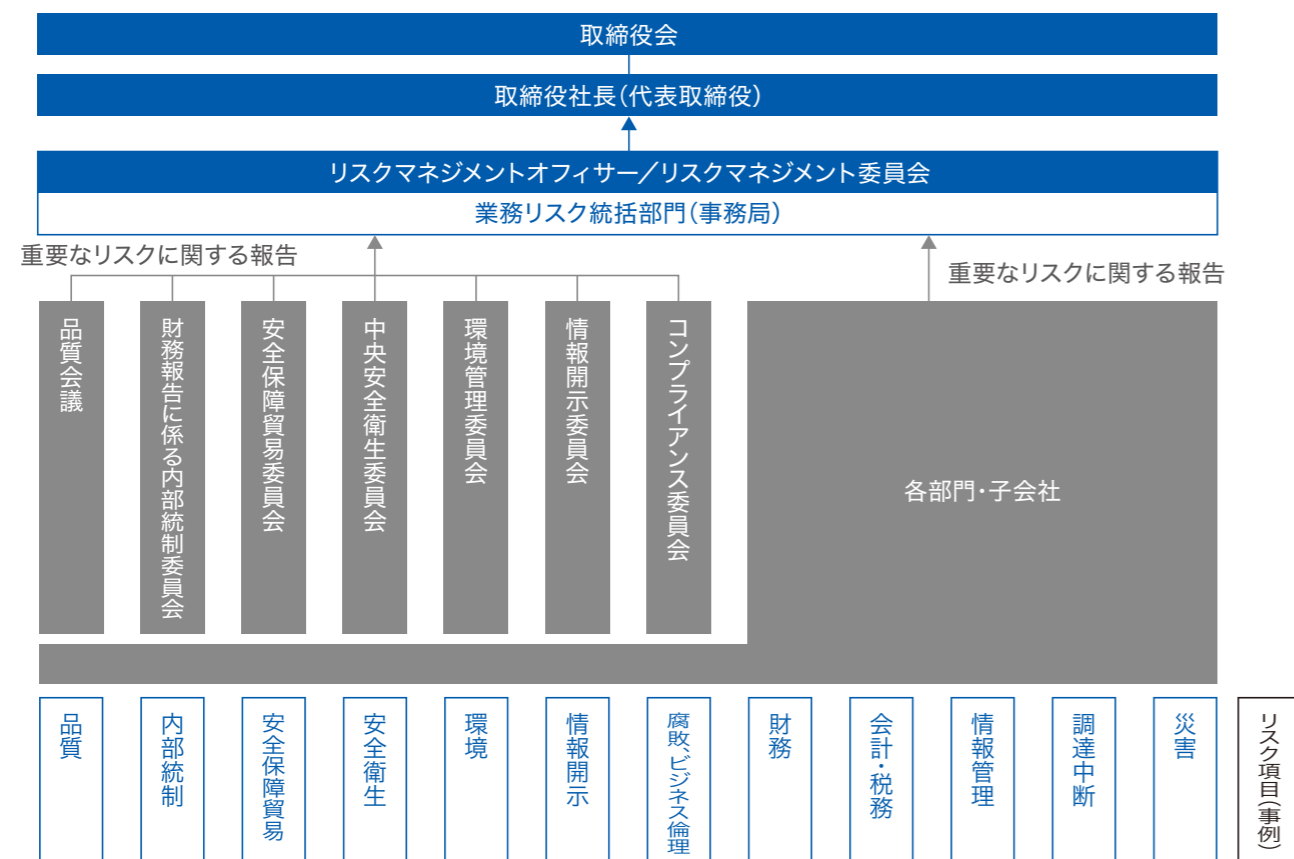 取締役会
取締役社長(代表取締役)
リスクマネジメントオフィサー／リスクマネジメント委員会
業務リスク統括部門(事務局)
重要なリスクに関する報告
重要なリスクに関する報告
品質会議
財務報告に係る内部統制委員会
安全保障貿易委員会
中央安全衛生委員会
環境管理委員会
情報開示委員会
コンプライアンス委員会
各部門・子会社
品質
内部統制
安全保障貿易
安全衛生
環境
情報開示
腐敗、ビジネス倫理
財務
会計・税務
情報管理
調達中断
災害
リスク項目(事例)